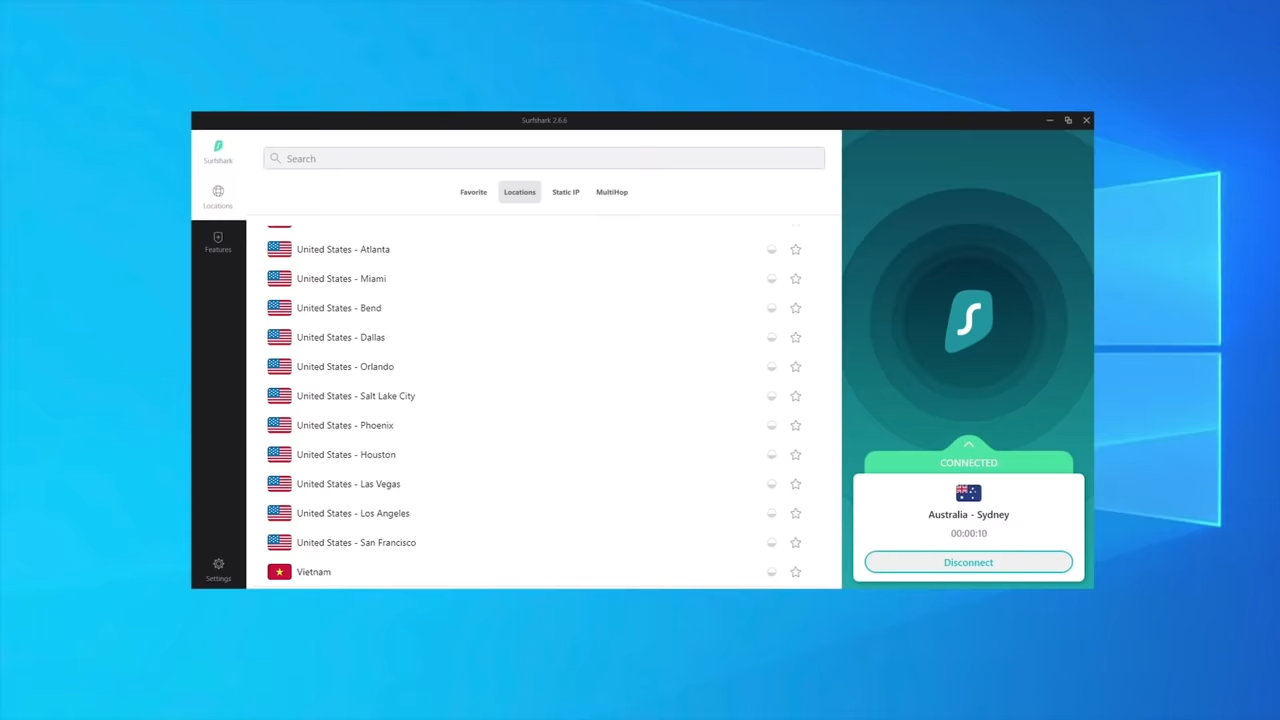 Surfshark 2.6.6
Surfshark
Locations
Features
Settings
Search
Favorite
Locations
Static IP
MultiHop
United States - Atlanta
United States - Miami
United States - Bend
United States - Dallas
United States - Orlando
United States - Salt Lake City
United States - Phoenix
United States - Houston
United States - Las Vegas
United States - Los Angeles
United States - San Francisco
Vietnam
CONNECTED
Australia - Sydney
00:00:10
Disconnect